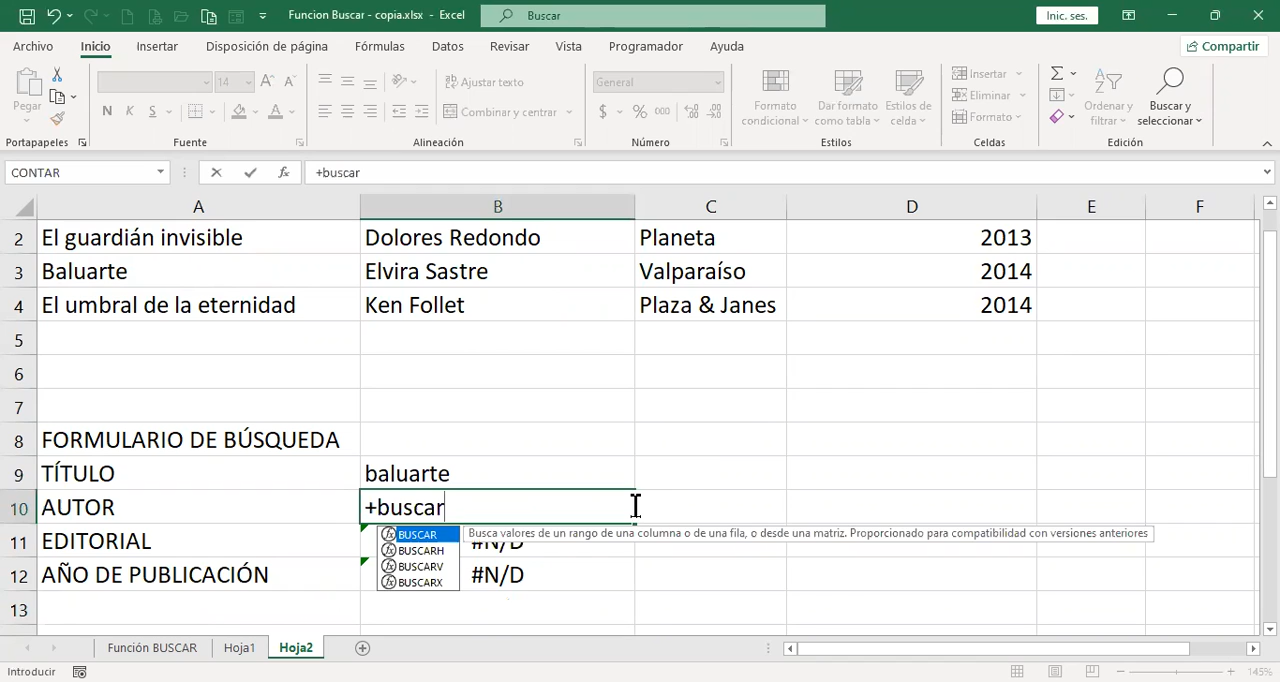 Funcion Buscar - copia.xlsx - Excel
Buscar
Inic. ses.
Archivo Inicio Insertar Disposición de página Fórmulas Datos Revisar Vista Programador Ayuda
Compartir
Pegar
14
A A
Ajustar texto
General
Formato condicional
Dar formato como tabla
Estilos de celda
Insertar
Eliminar
Formato
Ordenar y filtrar
Buscar y seleccionar
N K S
Combinar y centrar
$ % 000
Portapapeles Fuente Alineación Número Estilos Celdas Edición
CONTAR
fx
+buscar
A B C D E F
2 El guardián invisible Dolores Redondo Planeta 2013
3 Baluarte Elvira Sastre Valparaíso 2014
4 El umbral de la eternidad Ken Follet Plaza & Janes 2014
5
6
7
8 FORMULARIO DE BÚSQUEDA
9 TÍTULO baluarte
10 AUTOR +buscar
BUSCAR Busca valores de un rango de una columna o de una fila, o desde una matriz. Proporcionado para compatibilidad con versiones anteriores
11 EDITORIAL #N/D
BUSCARH
BUSCARV
12 AÑO DE PUBLICACIÓN #N/D
BUSCARX
13
Función BUSCAR Hoja1 Hoja2
Introducir
145%